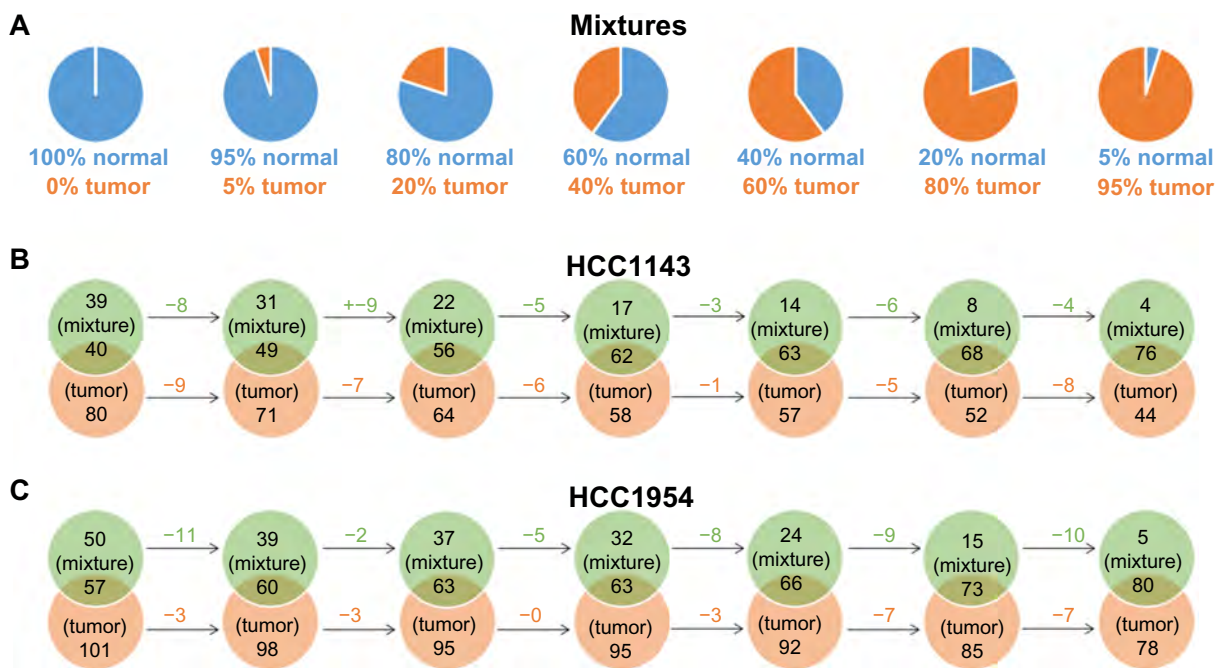 A
Mixtures
100% normal 95% normal 80% normal 60% normal 40% normal 20% normal 5% normal
0% tumor 5% tumor 20% tumor 40% tumor 60% tumor 80% tumor 95% tumor
B
HCC1143
39 −8 31 +−9 22 −5 17 −3 14 −6 8 −4 4
(mixture) (mixture) (mixture) (mixture) (mixture) (mixture) (mixture)
40 49 56 62 63 68 76
(tumor) −9 (tumor) −7 (tumor) −6 (tumor) −1 (tumor) −5 (tumor) −8 (tumor)
80 71 64 58 57 52 44
C
HCC1954
50 −11 39 −2 37 −5 32 −8 24 −9 15 −10 5
(mixture) (mixture) (mixture) (mixture) (mixture) (mixture) (mixture)
57 60 63 63 66 73 80
(tumor) −3 (tumor) −3 (tumor) −0 (tumor) −3 (tumor) −7 (tumor) −7 (tumor)
101 98 95 95 92 85 78